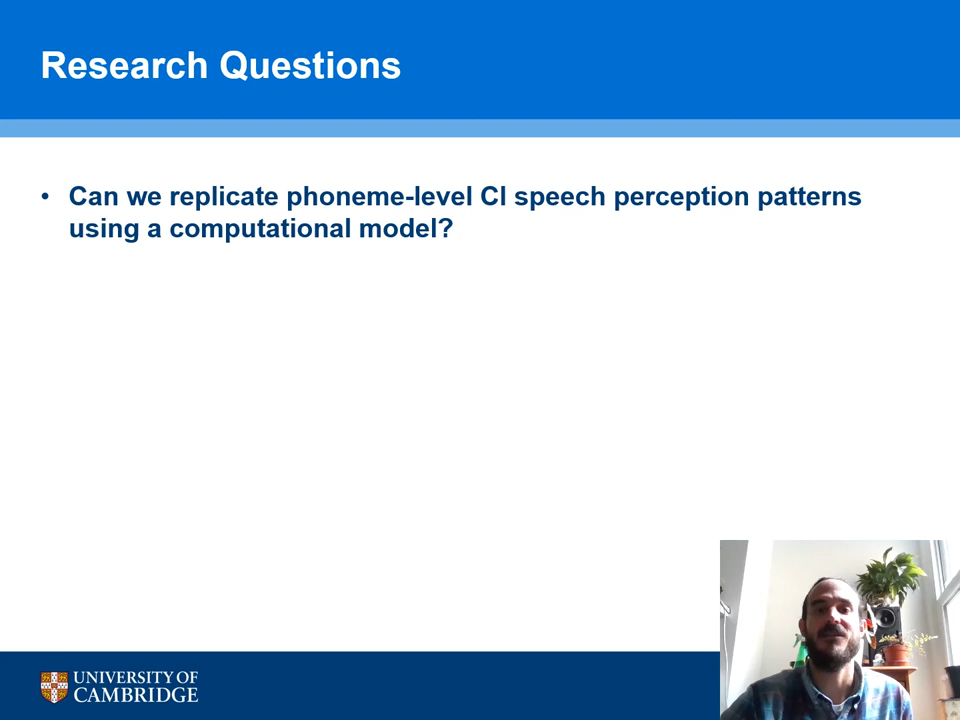 Research Questions
• Can we replicate phoneme-level CI speech perception patterns
using a computational model?
UNIVERSITY OF
CAMBRIDGE